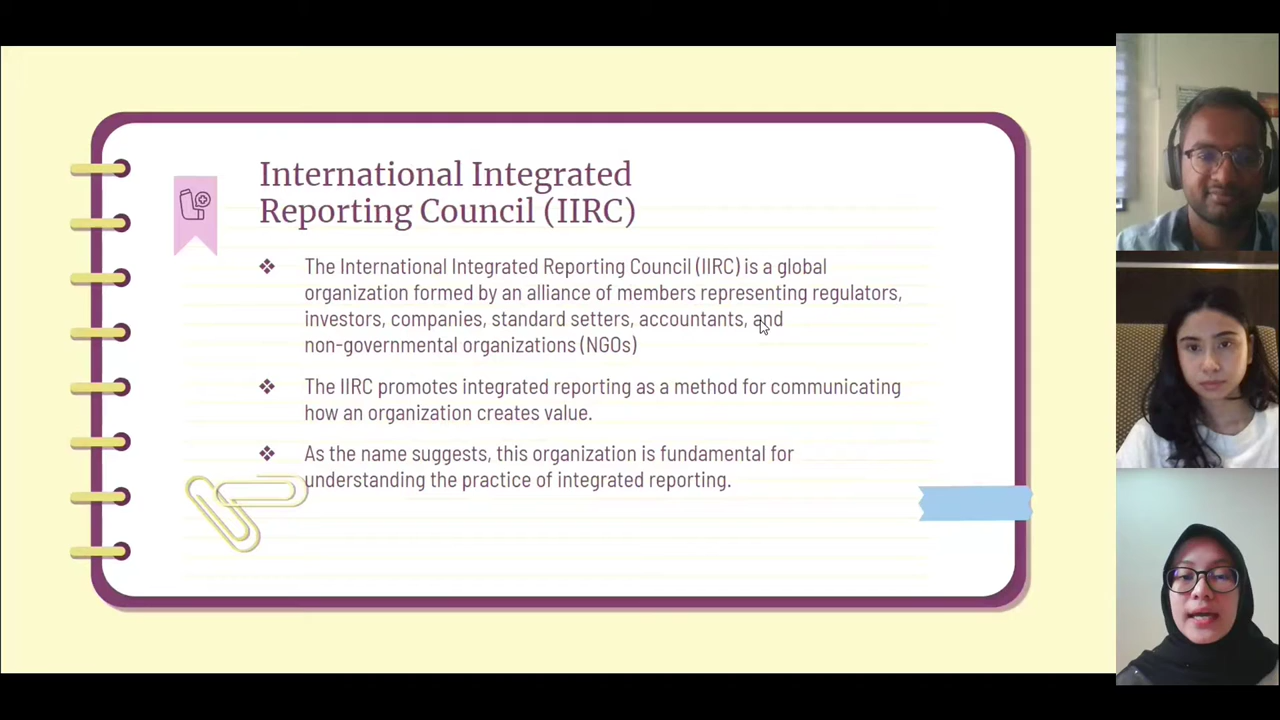 International Integrated
Reporting Council (IIRC)
❖ The International Integrated Reporting Council (IIRC) is a global
organization formed by an alliance of members representing regulators,
investors, companies, standard setters, accountants, and
non-governmental organizations (NGOs)
❖ The IIRC promotes integrated reporting as a method for communicating
how an organization creates value.
❖ As the name suggests, this organization is fundamental for
understanding the practice of integrated reporting.